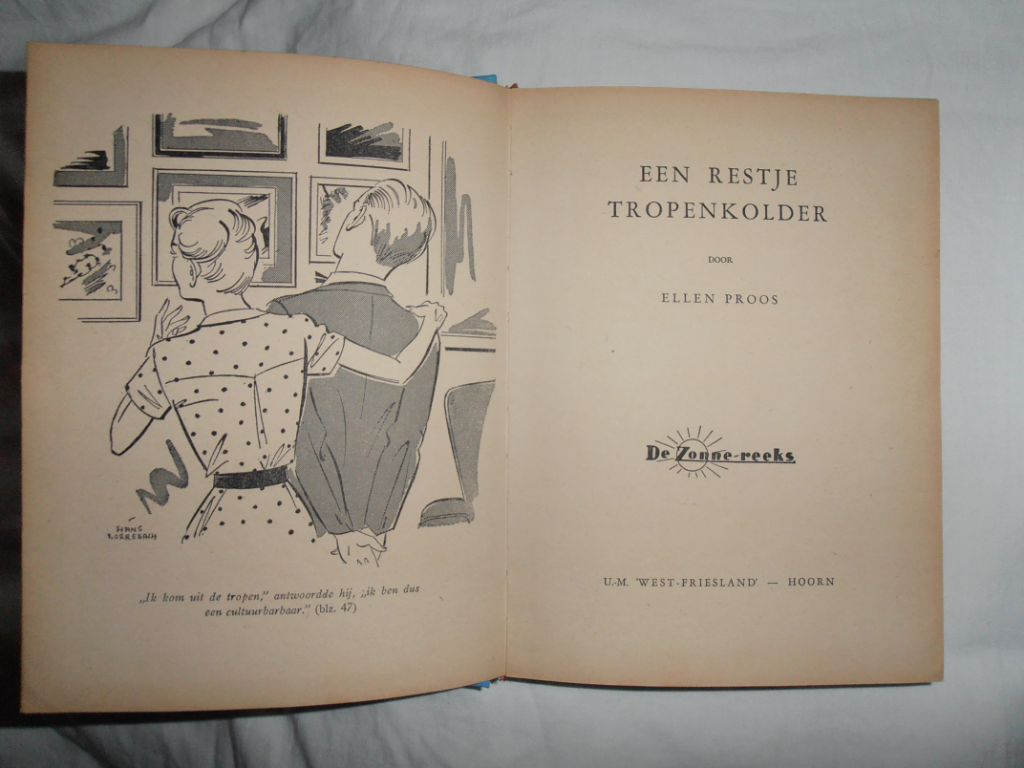 HANS
BORREBACH
„Ik kom uit de tropen,” antwoordde hij, „ik ben dus
een cultuurbarbaar.” (blz. 47)
EEN RESTJE
TROPENKOLDER
DOOR
ELLEN PROOS
De Zonne-reeks
U.-M. 'WEST-FRIESLAND' — HOORN